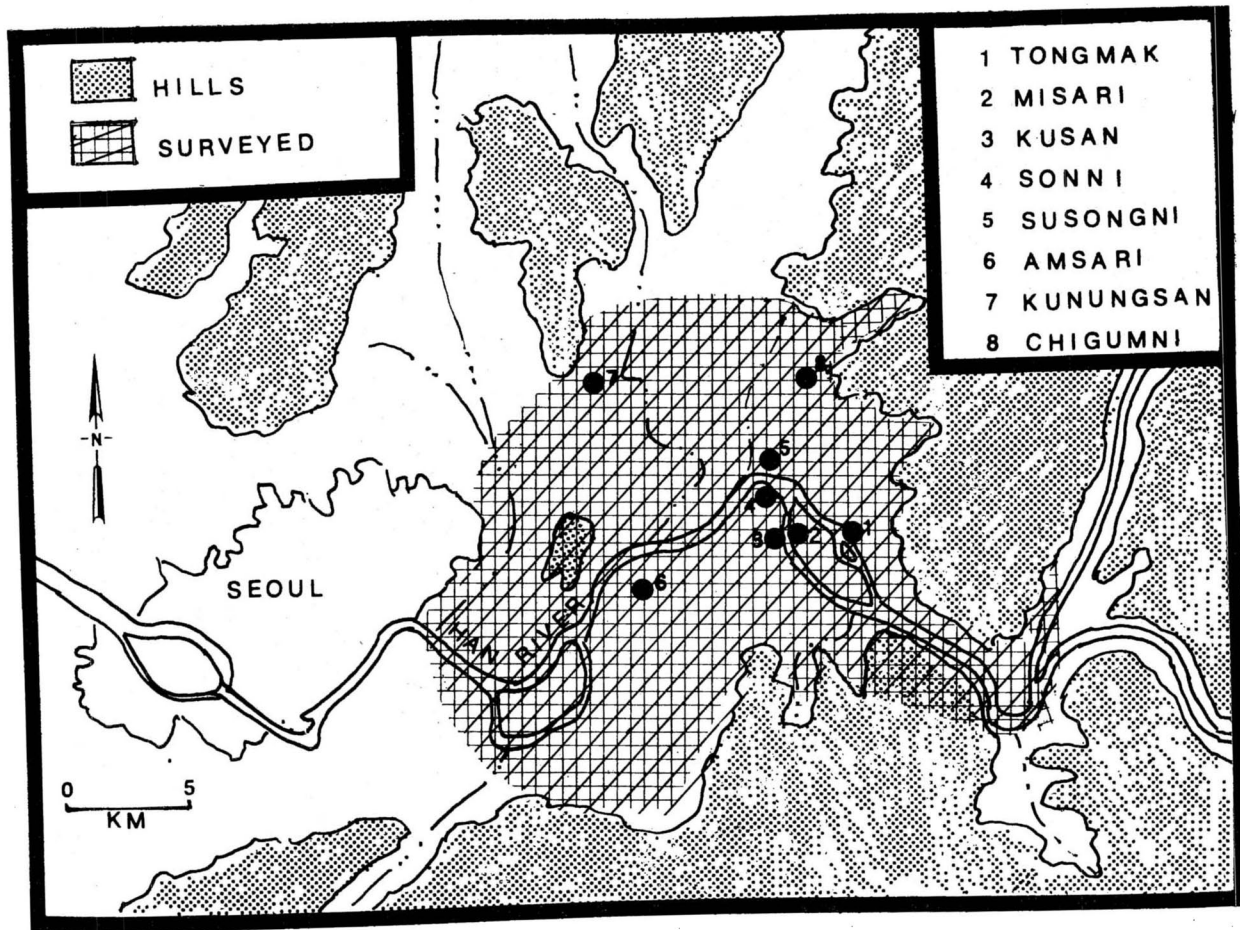 HILLS
SURVEYED
1 TONGMAK
2 MISARI
3 KUSAN
4 SONNI
5 SUSONGNI
6 AMSARI
7 KUNUNGSAN
8 CHIGUMNI
7
8
5
4
3
2
1
6
-N-
SEOUL
HAN RIVER
0 5
KM